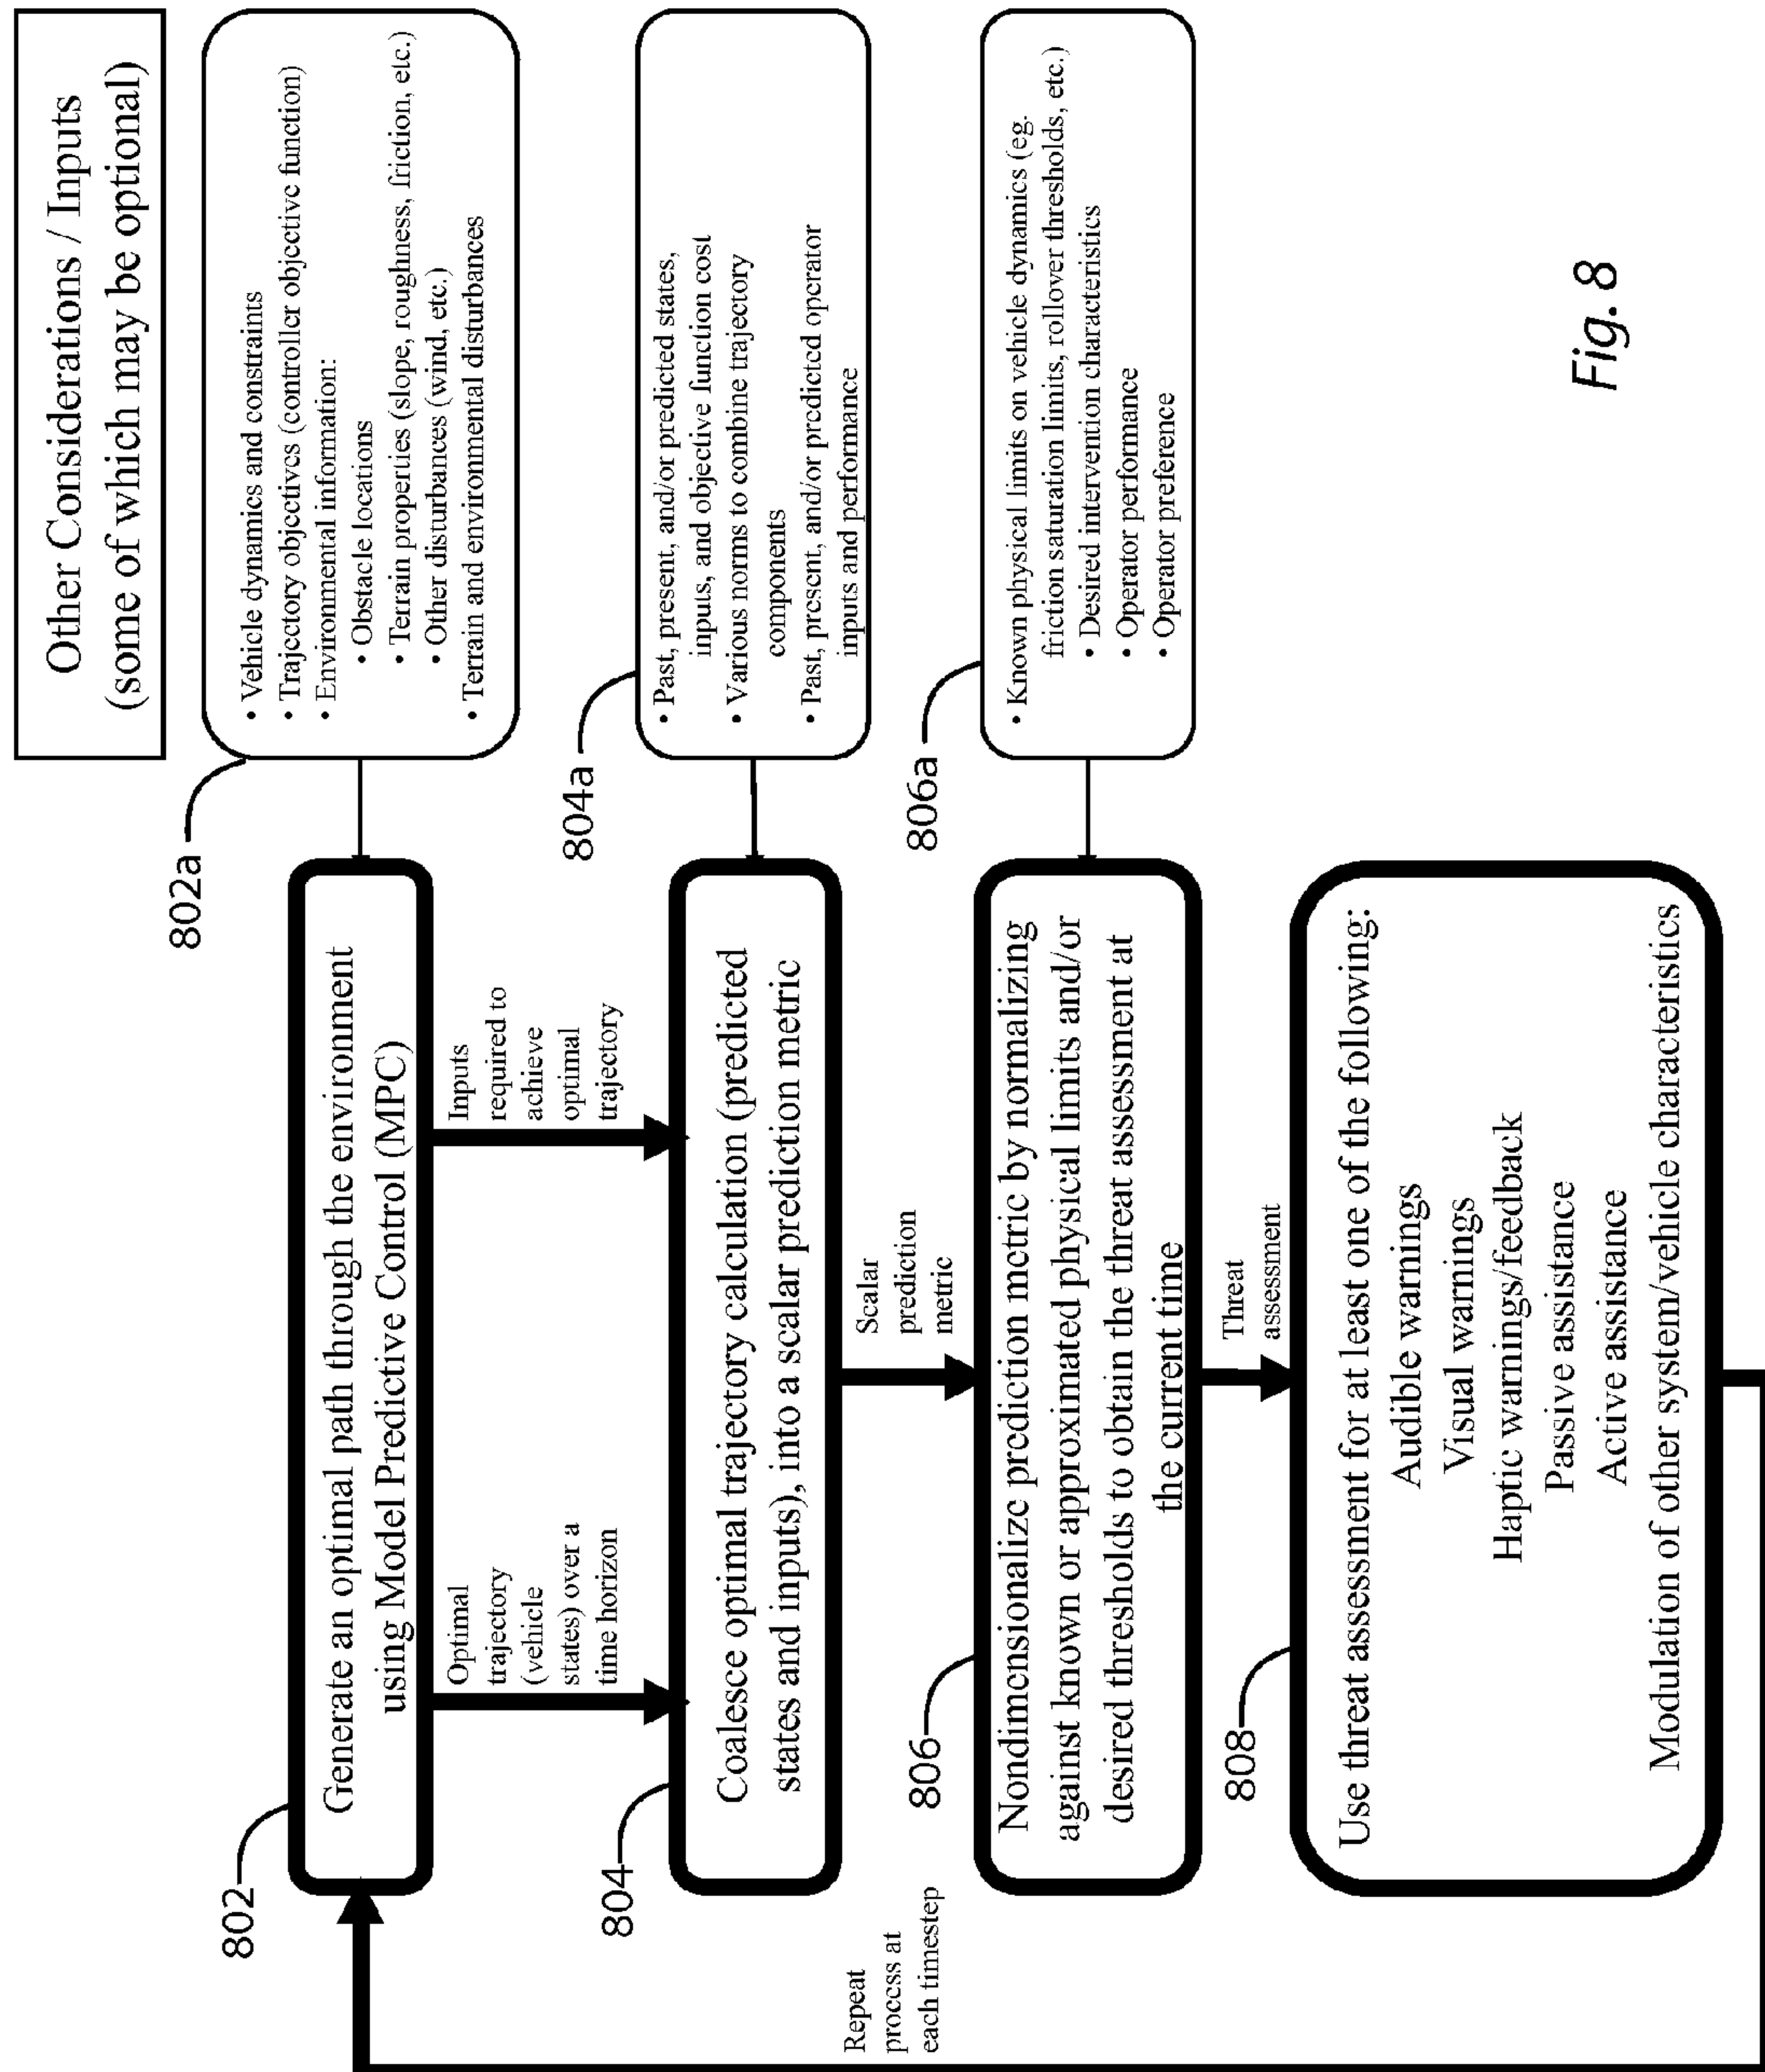 Other Considerations / Inputs
(some of which may be optional)
802
Generate an optimal path through the environment
using Model Predictive Control (MPC)
802a
• Vehicle dynamics and constraints
• Trajectory objectives (controller objective function)
• Environmental information:
• Obstacle locations
• Terrain properties (slope, roughness, friction, etc.)
• Other disturbances (wind, etc.)
• Terrain and environmental disturbances
Optimal
trajectory
(vehicle
states) over a
time horizon
Inputs
required to
achieve
optimal
trajectory
804
Coalesce optimal trajectory calculation (predicted
states and inputs), into a scalar prediction metric
804a
• Past, present, and/or predicted states,
inputs, and objective function cost
• Various norms to combine trajectory
components
• Past, present, and/or predicted operator
inputs and performance
Repeat
process at
each timestep
Scalar
prediction
metric
806
Nondimensionalize prediction metric by normalizing
against known or approximated physical limits and/or
desired thresholds to obtain the threat assessment at
the current time
806a
• Known physical limits on vehicle dynamics (eg.
friction saturation limits, rollover thresholds, etc.)
• Desired intervention characteristics
• Operator performance
• Operator preference
Threat
assessment
808
Use threat assessment for at least one of the following:
Audible warnings
Visual warnings
Haptic warnings/feedback
Passive assistance
Active assistance
Modulation of other system/vehicle characteristics
Fig. 8